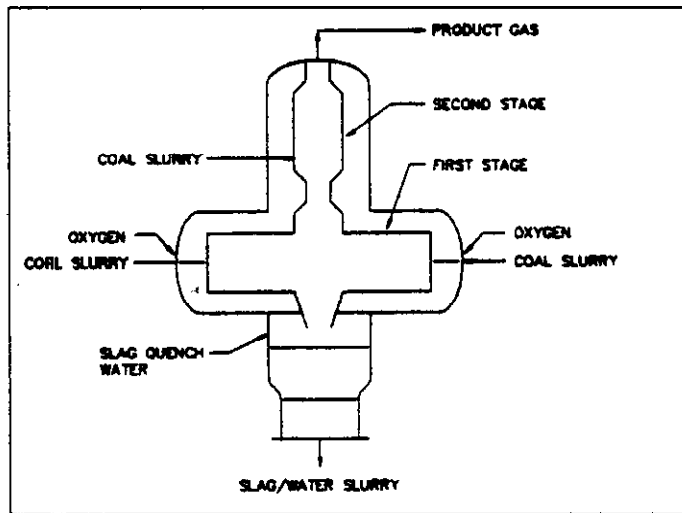 PRODUCT GAS
SECOND STAGE
COAL SLURRY
FIRST STAGE
OXYGEN
OXYGEN
CORL SLURRY
COAL SLURRY
SLAG QUENCH
WATER
SLAG/WATER SLURRY